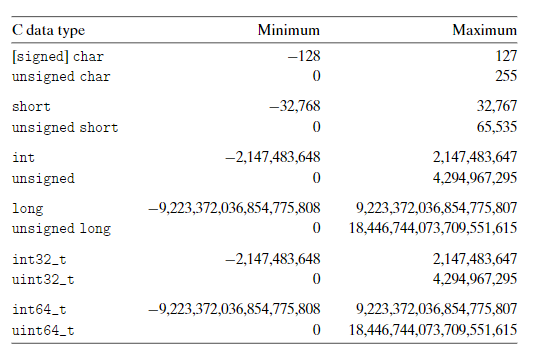 C data type Minimum Maximum
[signed] char −128 127
unsigned char 0 255
short −32,768 32,767
unsigned short 0 65,535
int −2,147,483,648 2,147,483,647
unsigned 0 4,294,967,295
long −9,223,372,036,854,775,808 9,223,372,036,854,775,807
unsigned long 0 18,446,744,073,709,551,615
int32_t −2,147,483,648 2,147,483,647
uint32_t 0 4,294,967,295
int64_t −9,223,372,036,854,775,808 9,223,372,036,854,775,807
uint64_t 0 18,446,744,073,709,551,615